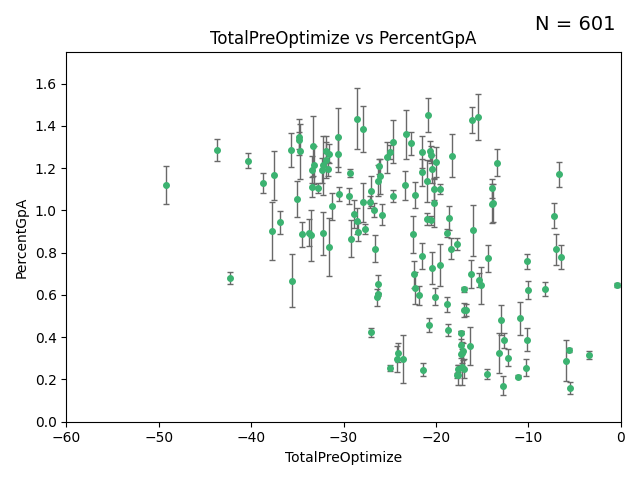 N = 601
TotalPreOptimize vs PercentGpA
PercentGpA
1.6
1.4
1.2
1.0
0.8
0.6
0.4
0.2
0.0
−60 −50 −40 −30 −20 −10 0
TotalPreOptimize